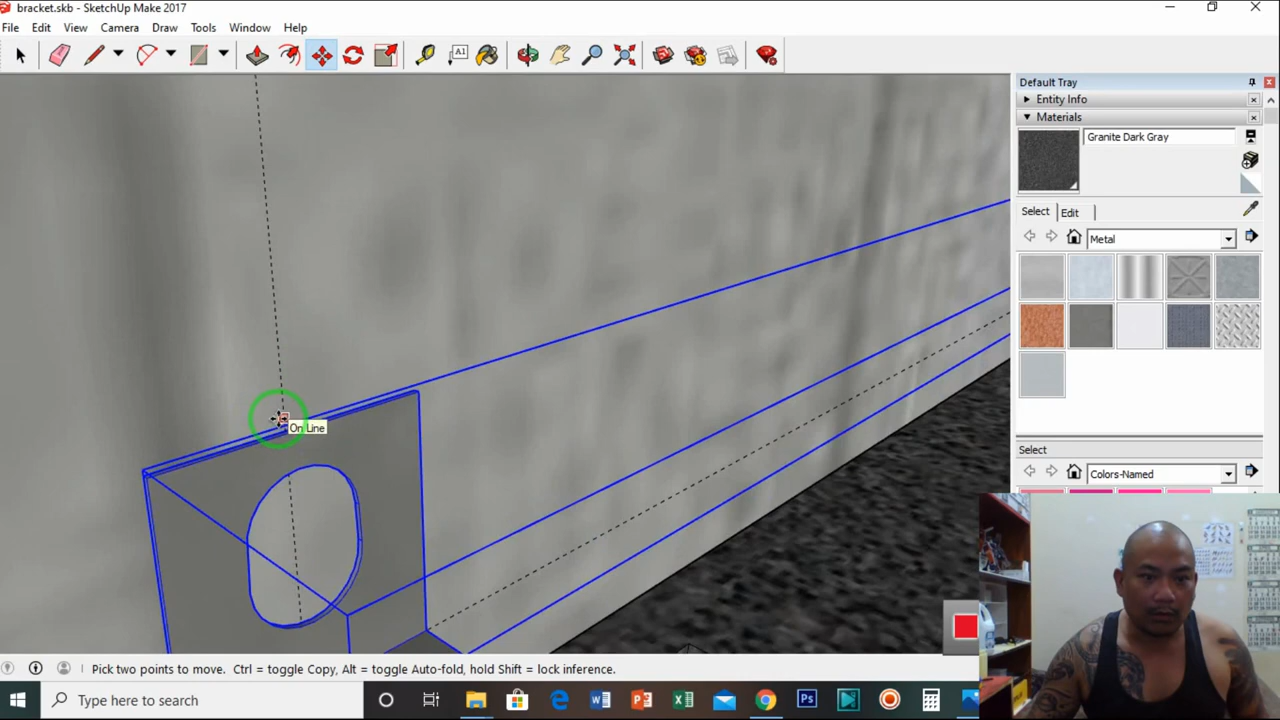 bracket.skb - SketchUp Make 2017
File Edit View Camera Draw Tools Window Help
A1
Default Tray
Entity Info
Materials
Granite Dark Gray
Select Edit
Metal
On Line
Select
Colors-Named
Pick two points to move. Ctrl = toggle Copy, Alt = toggle Auto-fold, hold Shift = lock inference.
Type here to search